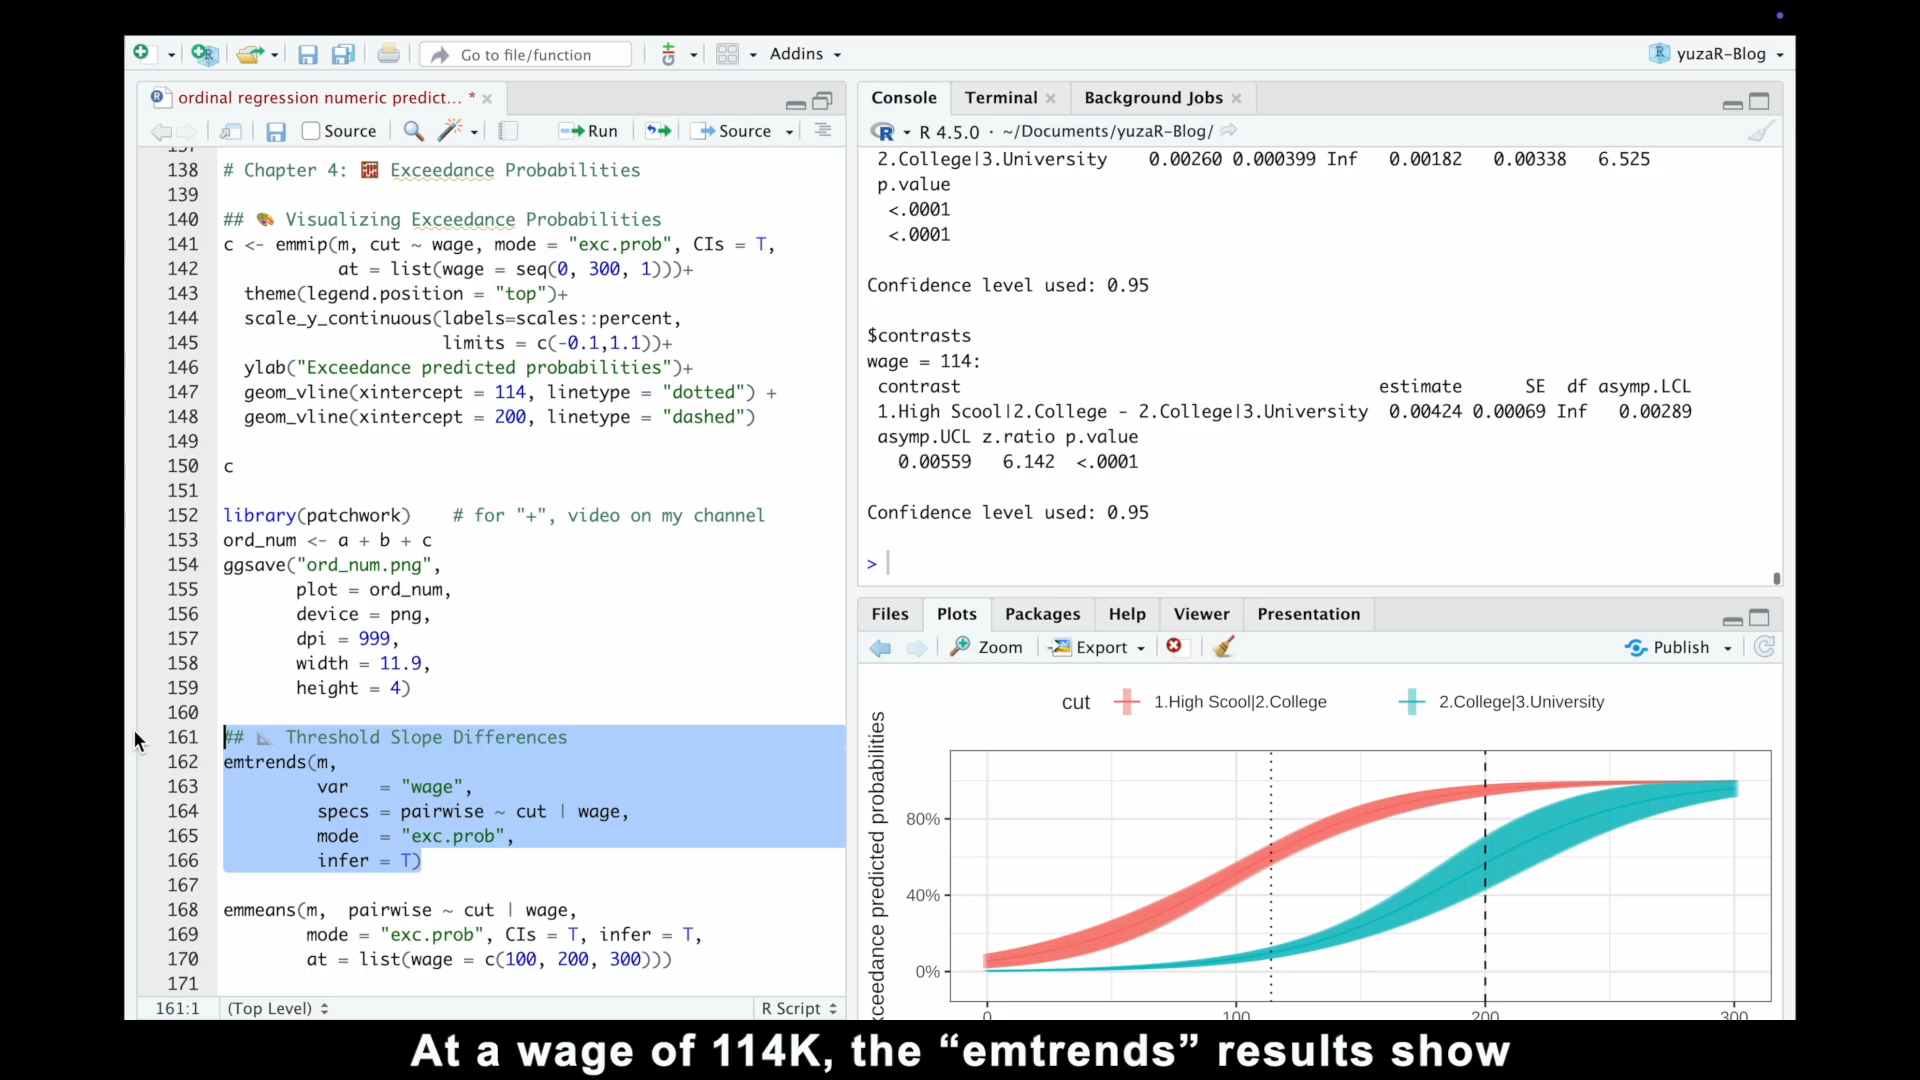 Go to file/function
Addins
yuzaR-Blog
ordinal regression numeric predict... *
Source
Run
Source
138 # Chapter 4: 🧮 Exceedance Probabilities
139
140 ## 🎨 Visualizing Exceedance Probabilities
141 c <- emmip(m, cut ~ wage, mode = "exc.prob", CIs = T,
142 at = list(wage = seq(0, 300, 1)))+
143 theme(legend.position = "top")+
144 scale_y_continuous(labels=scales::percent,
145 limits = c(-0.1,1.1))+
146 ylab("Exceedance predicted probabilities")+
147 geom_vline(xintercept = 114, linetype = "dotted") +
148 geom_vline(xintercept = 200, linetype = "dashed")
149
150 c
151
152 library(patchwork) # for "+", video on my channel
153 ord_num <- a + b + c
154 ggsave("ord_num.png",
155 plot = ord_num,
156 device = png,
157 dpi = 999,
158 width = 11.9,
159 height = 4)
160
161 ## 📐 Threshold Slope Differences
162 emtrends(m,
163 var = "wage",
164 specs = pairwise ~ cut | wage,
165 mode = "exc.prob",
166 infer = T)
167
168 emmeans(m, pairwise ~ cut | wage,
169 mode = "exc.prob", CIs = T, infer = T,
170 at = list(wage = c(100, 200, 300)))
171
161:1 (Top Level) R Script
Console Terminal Background Jobs
R 4.5.0 · ~/Documents/yuzaR-Blog/
2.College|3.University 0.00260 0.000399 Inf 0.00182 0.00338 6.525
p.value
<.0001
<.0001
Confidence level used: 0.95
$contrasts
wage = 114:
contrast estimate SE df asymp.LCL
1.High Scool|2.College - 2.College|3.University 0.00424 0.00069 Inf 0.00289
asymp.UCL z.ratio p.value
0.00559 6.142 <.0001
Confidence level used: 0.95
>
Files Plots Packages Help Viewer Presentation
Zoom Export Publish
cut 1.High Scool|2.College 2.College|3.University
xceedance predicted probabilities
80%
40%
0%
0 100 200 300
At a wage of 114K, the “emtrends” results show